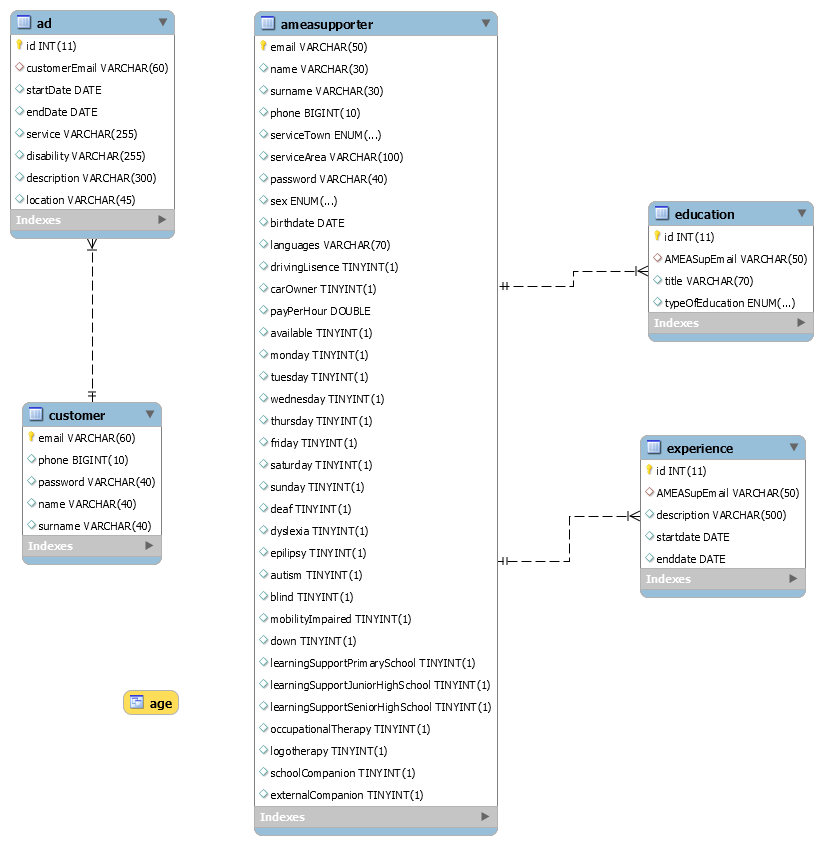 ad
id INT(11)
customerEmail VARCHAR(60)
startDate DATE
endDate DATE
service VARCHAR(255)
disability VARCHAR(255)
description VARCHAR(300)
location VARCHAR(45)
Indexes
customer
email VARCHAR(60)
phone BIGINT(10)
password VARCHAR(40)
name VARCHAR(40)
surname VARCHAR(40)
Indexes
age
ameasupporter
email VARCHAR(50)
name VARCHAR(30)
surname VARCHAR(30)
phone BIGINT(10)
serviceTown ENUM(...)
serviceArea VARCHAR(100)
password VARCHAR(40)
sex ENUM(...)
birthdate DATE
languages VARCHAR(70)
drivingLisence TINYINT(1)
carOwner TINYINT(1)
payPerHour DOUBLE
available TINYINT(1)
monday TINYINT(1)
tuesday TINYINT(1)
wednesday TINYINT(1)
thursday TINYINT(1)
friday TINYINT(1)
saturday TINYINT(1)
sunday TINYINT(1)
deaf TINYINT(1)
dyslexia TINYINT(1)
epilipsy TINYINT(1)
autism TINYINT(1)
blind TINYINT(1)
mobilityImpaired TINYINT(1)
down TINYINT(1)
learningSupportPrimarySchool TINYINT(1)
learningSupportJuniorHighSchool TINYINT(1)
learningSupportSeniorHighSchool TINYINT(1)
occupationalTherapy TINYINT(1)
logotherapy TINYINT(1)
schoolCompanion TINYINT(1)
externalCompanion TINYINT(1)
Indexes
education
id INT(11)
AMEASupEmail VARCHAR(50)
title VARCHAR(70)
typeOfEducation ENUM(...)
Indexes
experience
id INT(11)
AMEASupEmail VARCHAR(50)
description VARCHAR(500)
startdate DATE
enddate DATE
Indexes